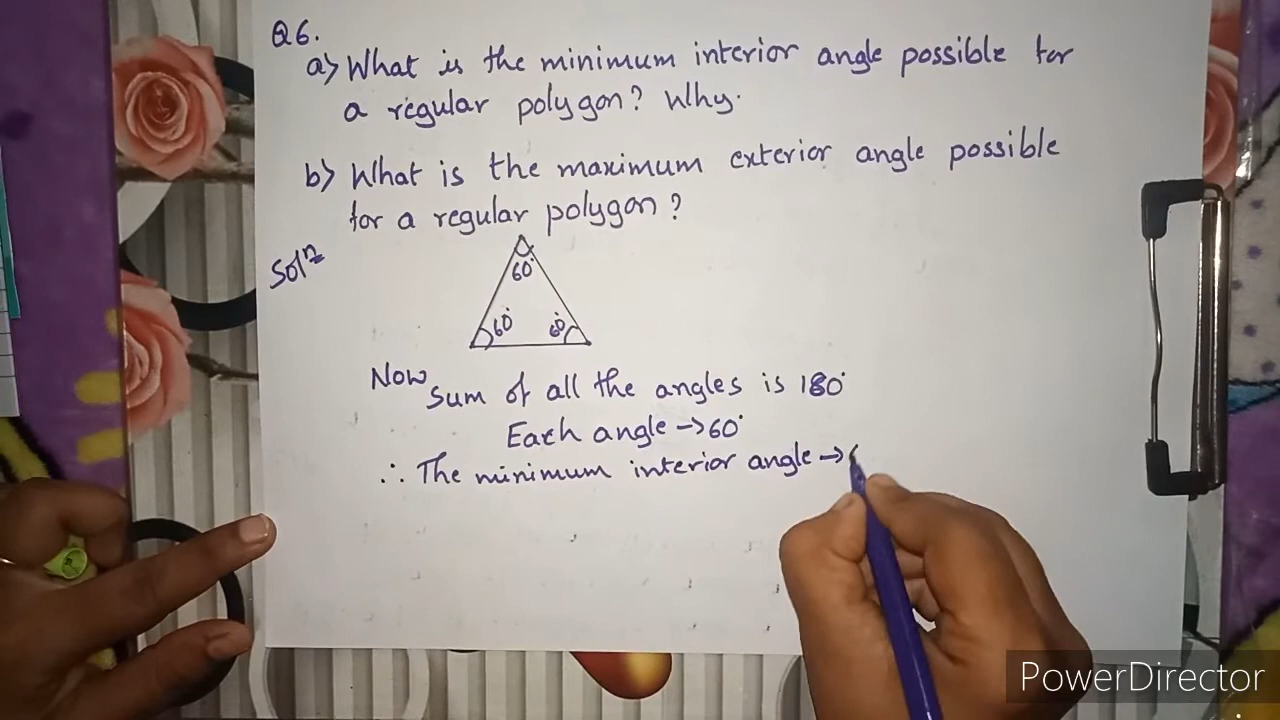 Q6.
a) What is the minimum interior angle possible for
a regular polygon? Why.
b) What is the maximum exterior angle possible
for a regular polygon?
Solⁿ
60°
60° 60°
Now, Sum of all the angles is 180°
Each angle → 60°
∴ The minimum interior angle →
PowerDirector